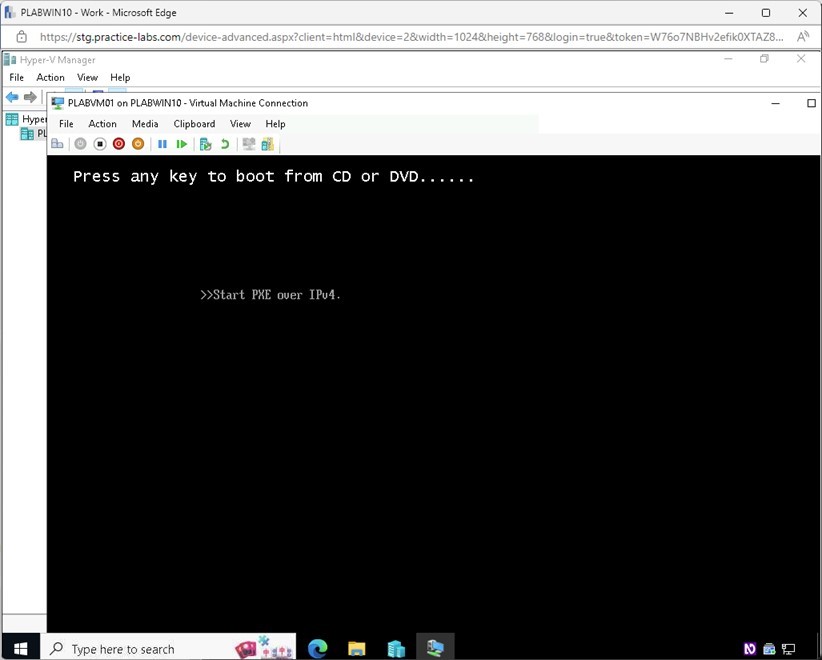 PLABWIN10 - Work - Microsoft Edge
https://stg.practice-labs.com/device-advanced.aspx?client=html&device=2&width=1024&height=768&login=true&token=W76o7NBHv2efik0XTAZ8...
Hyper-V Manager
File Action View Help
PLABVM01 on PLABWIN10 - Virtual Machine Connection
Hyper
PL
File Action Media Clipboard View Help
Press any key to boot from CD or DVD......
>>Start PXE over IPv4.
Type here to search